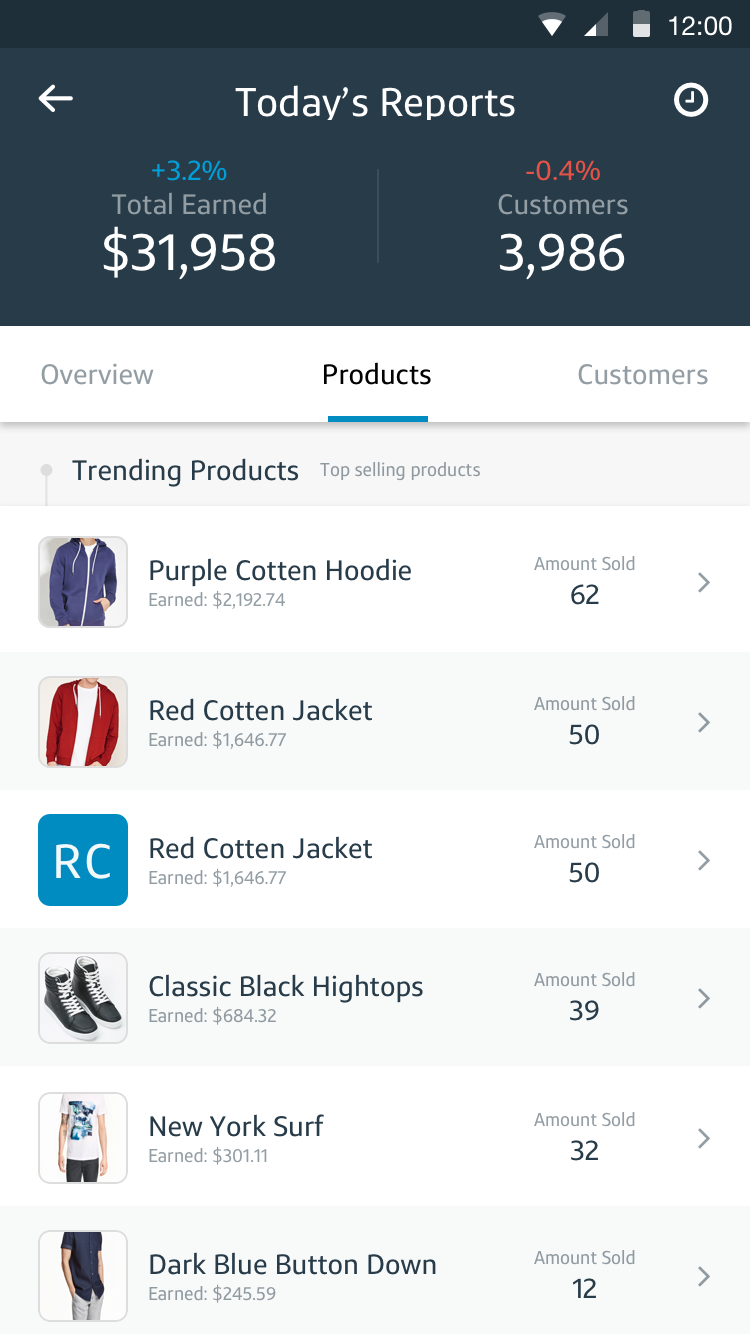 12:00
Today's Reports
+3.2%
Total Earned
$31,958
-0.4%
Customers
3,986
Overview
Products
Customers
Trending Products
Top selling products
Purple Cotten Hoodie
Earned: $2,192.74
Amount Sold
62
Red Cotten Jacket
Earned: $1,646.77
Amount Sold
50
RC
Red Cotten Jacket
Earned: $1,646.77
Amount Sold
50
Classic Black Hightops
Earned: $684.32
Amount Sold
39
New York Surf
Earned: $301.11
Amount Sold
32
Dark Blue Button Down
Earned: $245.59
Amount Sold
12